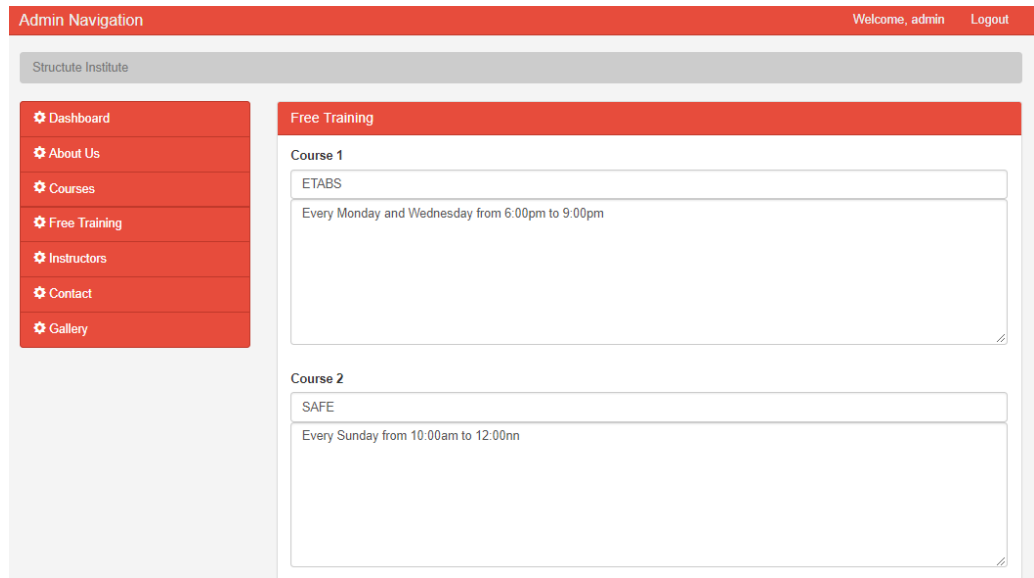 Admin Navigation
Welcome, admin
Logout
Structute Institute
Dashboard
About Us
Courses
Free Training
Instructors
Contact
Gallery
Free Training
Course 1
ETABS
Every Monday and Wednesday from 6:00pm to 9:00pm
Course 2
SAFE
Every Sunday from 10:00am to 12:00nn